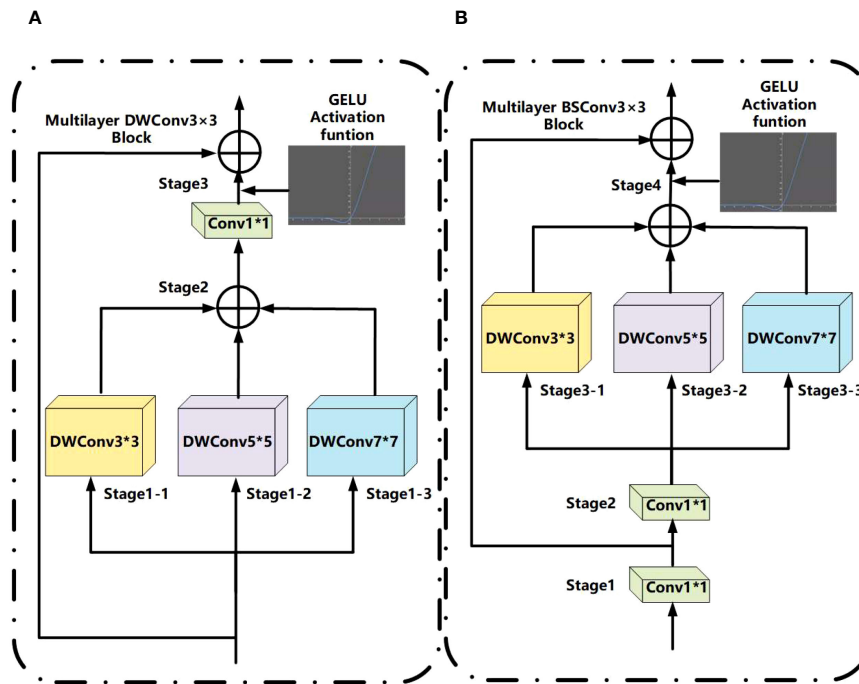 A
Multilayer DWConv3×3
Block
GELU
Activation
funtion
Stage3
Conv1*1
Stage2
DWConv3*3
DWConv5*5
DWConv7*7
Stage1-1
Stage1-2
Stage1-3
B
Multilayer BSConv3×3
Block
GELU
Activation
funtion
Stage4
DWConv3*3
DWConv5*5
DWConv7*7
Stage3-1
Stage3-2
Stage3-3
Stage2
Conv1*1
Stage1
Conv1*1